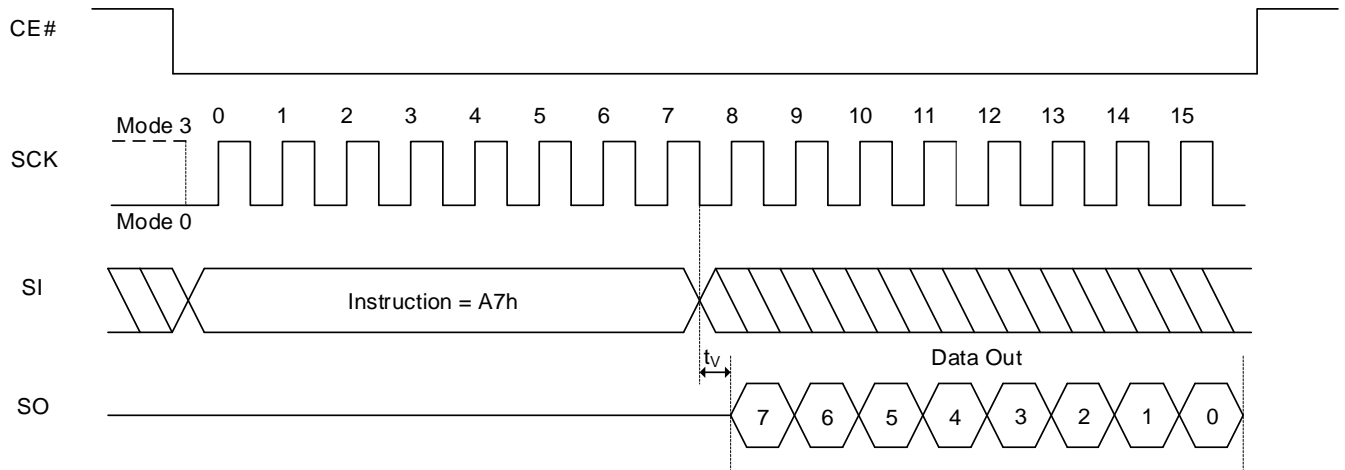 CE#
Mode 3 0 1 2 3 4 5 6 7 8 9 10 11 12 13 14 15
SCK
Mode 0
SI
Instruction = A7h
tV
Data Out
SO
7 6 5 4 3 2 1 0